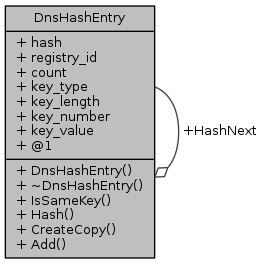 DnsHashEntry
+ hash
+ registry_id
+ count
+ key_type
+ key_length
+ key_number
+ key_value
+ @1
+HashNext
+ DnsHashEntry()
+ ~DnsHashEntry()
+ IsSameKey()
+ Hash()
+ CreateCopy()
+ Add()